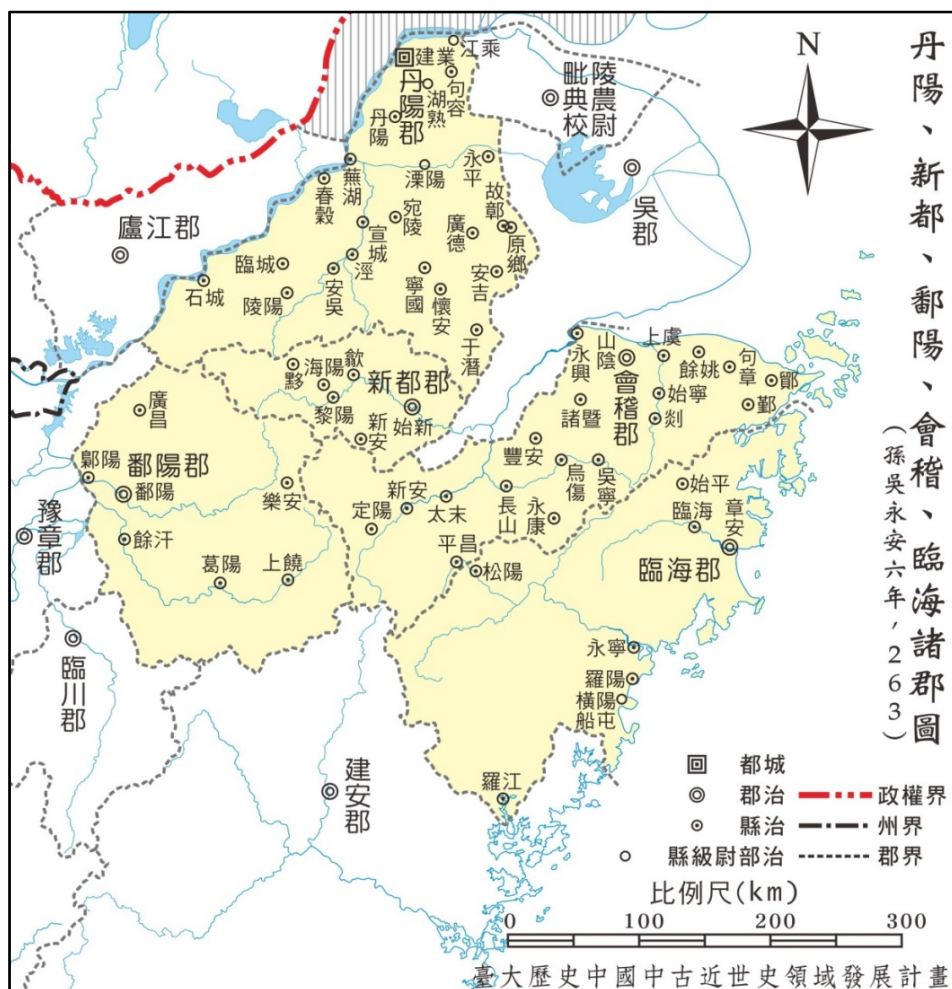 丹陽、新都、鄱陽、會稽、臨海諸郡圖
(孫吳永安六年,263)
N
建業
江乘
丹陽郡
湖熟
句容
丹陽
毗陵典農校尉
蕪湖
溧陽
永平
春穀
宛陵
故鄣
原鄉
吳郡
廬江郡
宣城
廣德
臨城
涇
安吉
石城
陵陽
安吳
寧國
懷安
于潛
黟
海陽
歙
新都郡
黎陽
始新
新安
永興
山陰
會稽郡
上虞
餘姚
句章
鄮
鄞
始寧
剡
諸暨
廣昌
鄡陽
鄱陽郡
鄱陽
樂安
豐安
烏傷
吳寧
始平
豫章郡
餘汗
新安
定陽
太末
長山
永康
臨海
章安
臨海郡
葛陽
上饒
平昌
松陽
臨川郡
永寧
羅陽
橫陽船屯
建安郡
羅江
都城
郡治
政權界
縣治
州界
縣級尉部治
郡界
比例尺(km)
0 100 200 300
臺大歷史中國中古近世史領域發展計畫